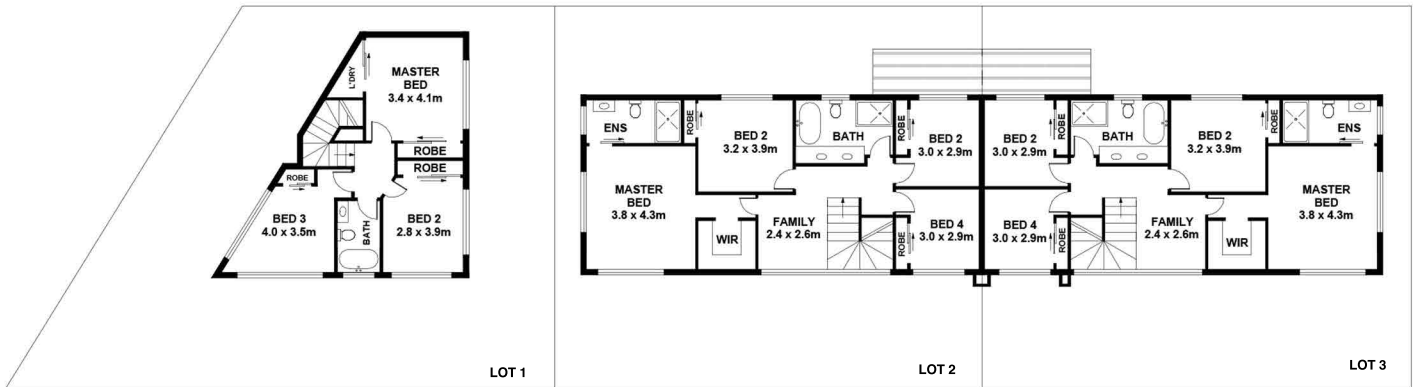 L'DRY
MASTER
BED
3.4 x 4.1m
ROBE
ROBE
ROBE
BED 3
4.0 x 3.5m
BATH
BED 2
2.8 x 3.9m
LOT 1
ENS
ROBE
BED 2
3.2 x 3.9m
BATH
ROBE
BED 2
3.0 x 2.9m
MASTER
BED
3.8 x 4.3m
WIR
FAMILY
2.4 x 2.6m
ROBE
BED 4
3.0 x 2.9m
LOT 2
BED 2
3.0 x 2.9m
ROBE
BATH
BED 2
3.2 x 3.9m
ROBE
ENS
BED 4
3.0 x 2.9m
ROBE
FAMILY
2.4 x 2.6m
WIR
MASTER
BED
3.8 x 4.3m
LOT 3